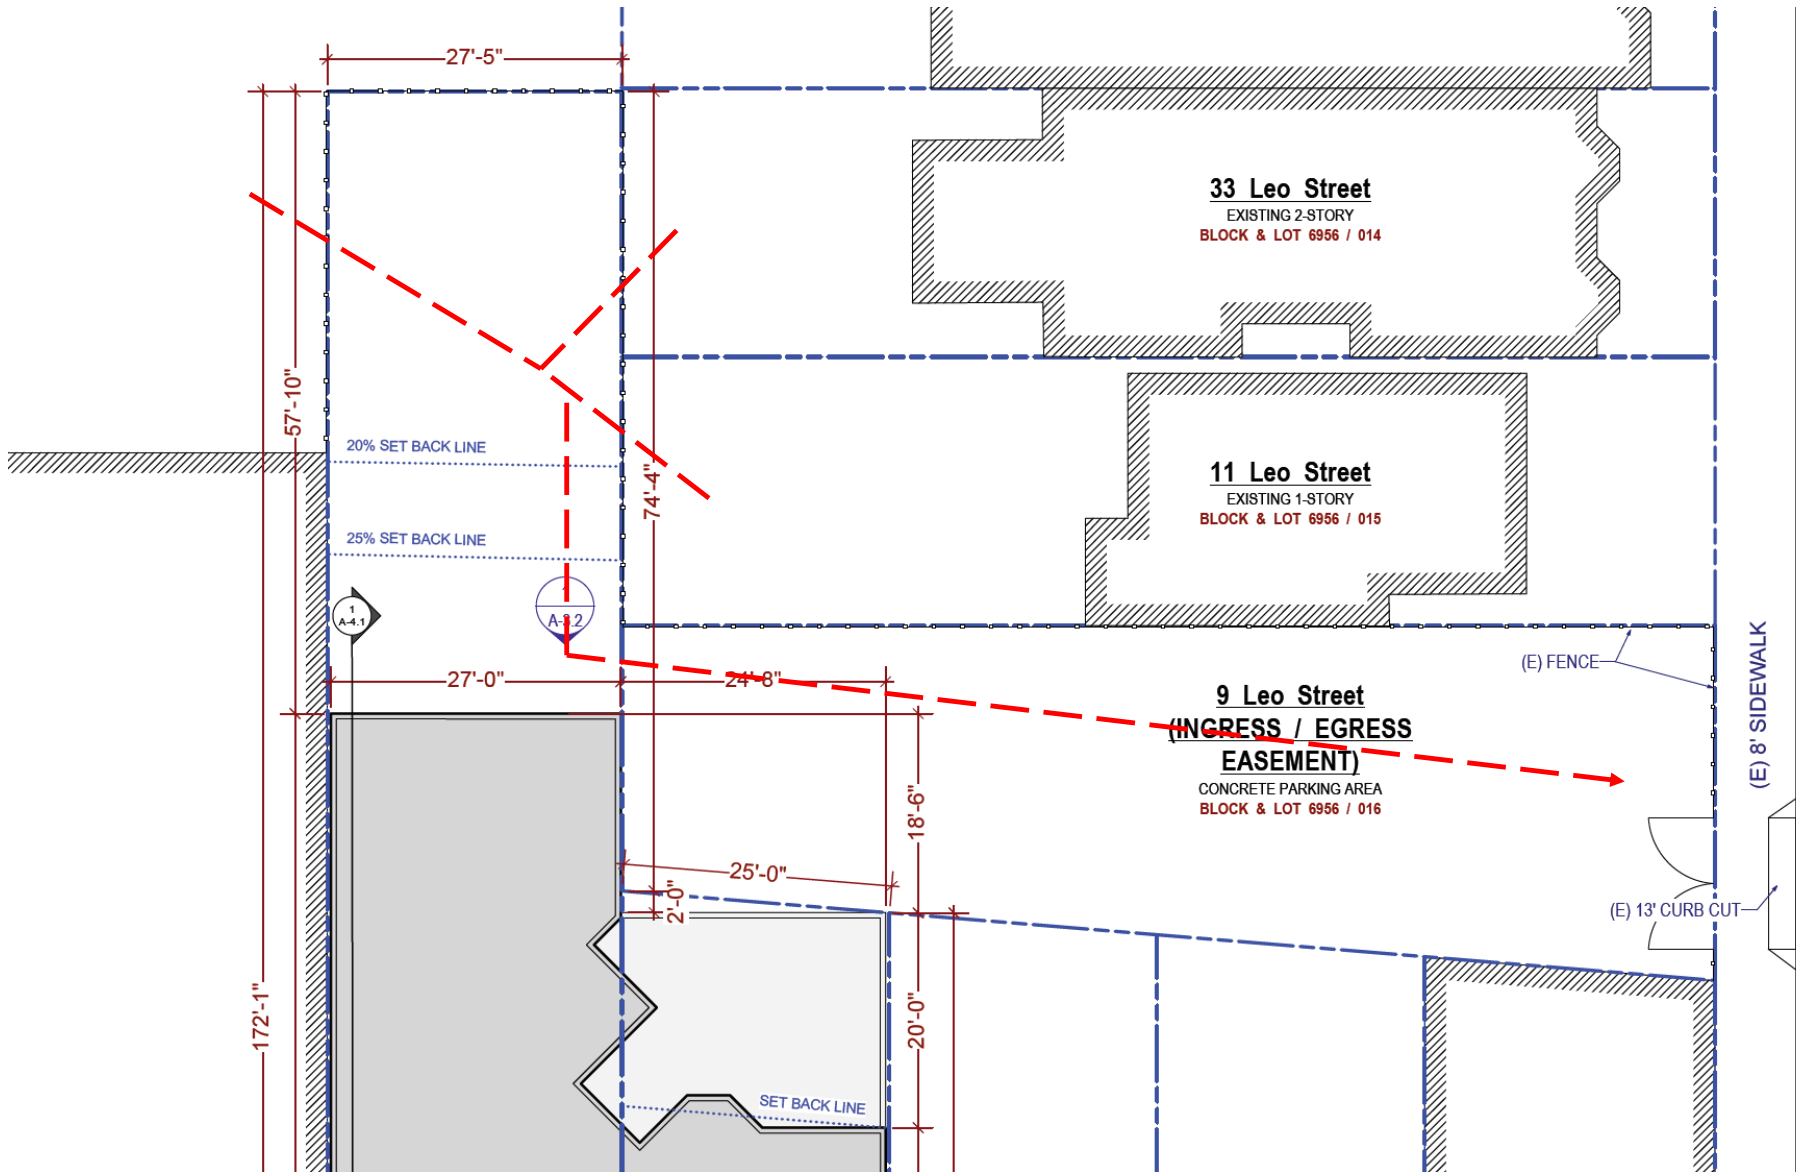 27'-5"
33 Leo Street
EXISTING 2-STORY
BLOCK & LOT 6956 / 014
57'-10"
20% SET BACK LINE
74'-4"
11 Leo Street
EXISTING 1-STORY
BLOCK & LOT 6956 / 015
25% SET BACK LINE
1
A-4.1
A-3.2
(E) FENCE
(E) 8' SIDEWALK
27'-0"
24'-8"
9 Leo Street
(INGRESS / EGRESS
EASEMENT)
CONCRETE PARKING AREA
BLOCK & LOT 6956 / 016
18'-6"
25'-0"
2'-0"
(E) 13' CURB CUT
172'-1"
20'-0"
SET BACK LINE